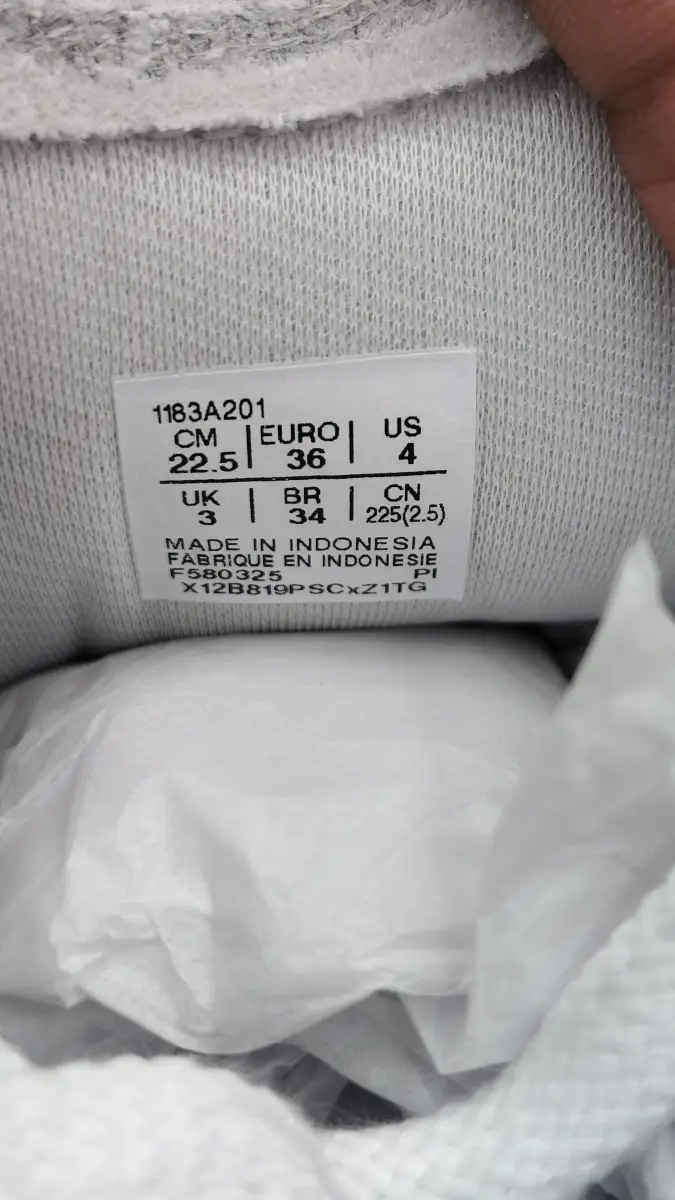 1183A201
CM | EURO | US
22.5 | 36 | 4
UK | BR | CN
3 | 34 | 225(2.5)
MADE IN INDONESIA
FABRIQUE EN INDONESIE
F580325 PI
X12B819PSCxZ1TG